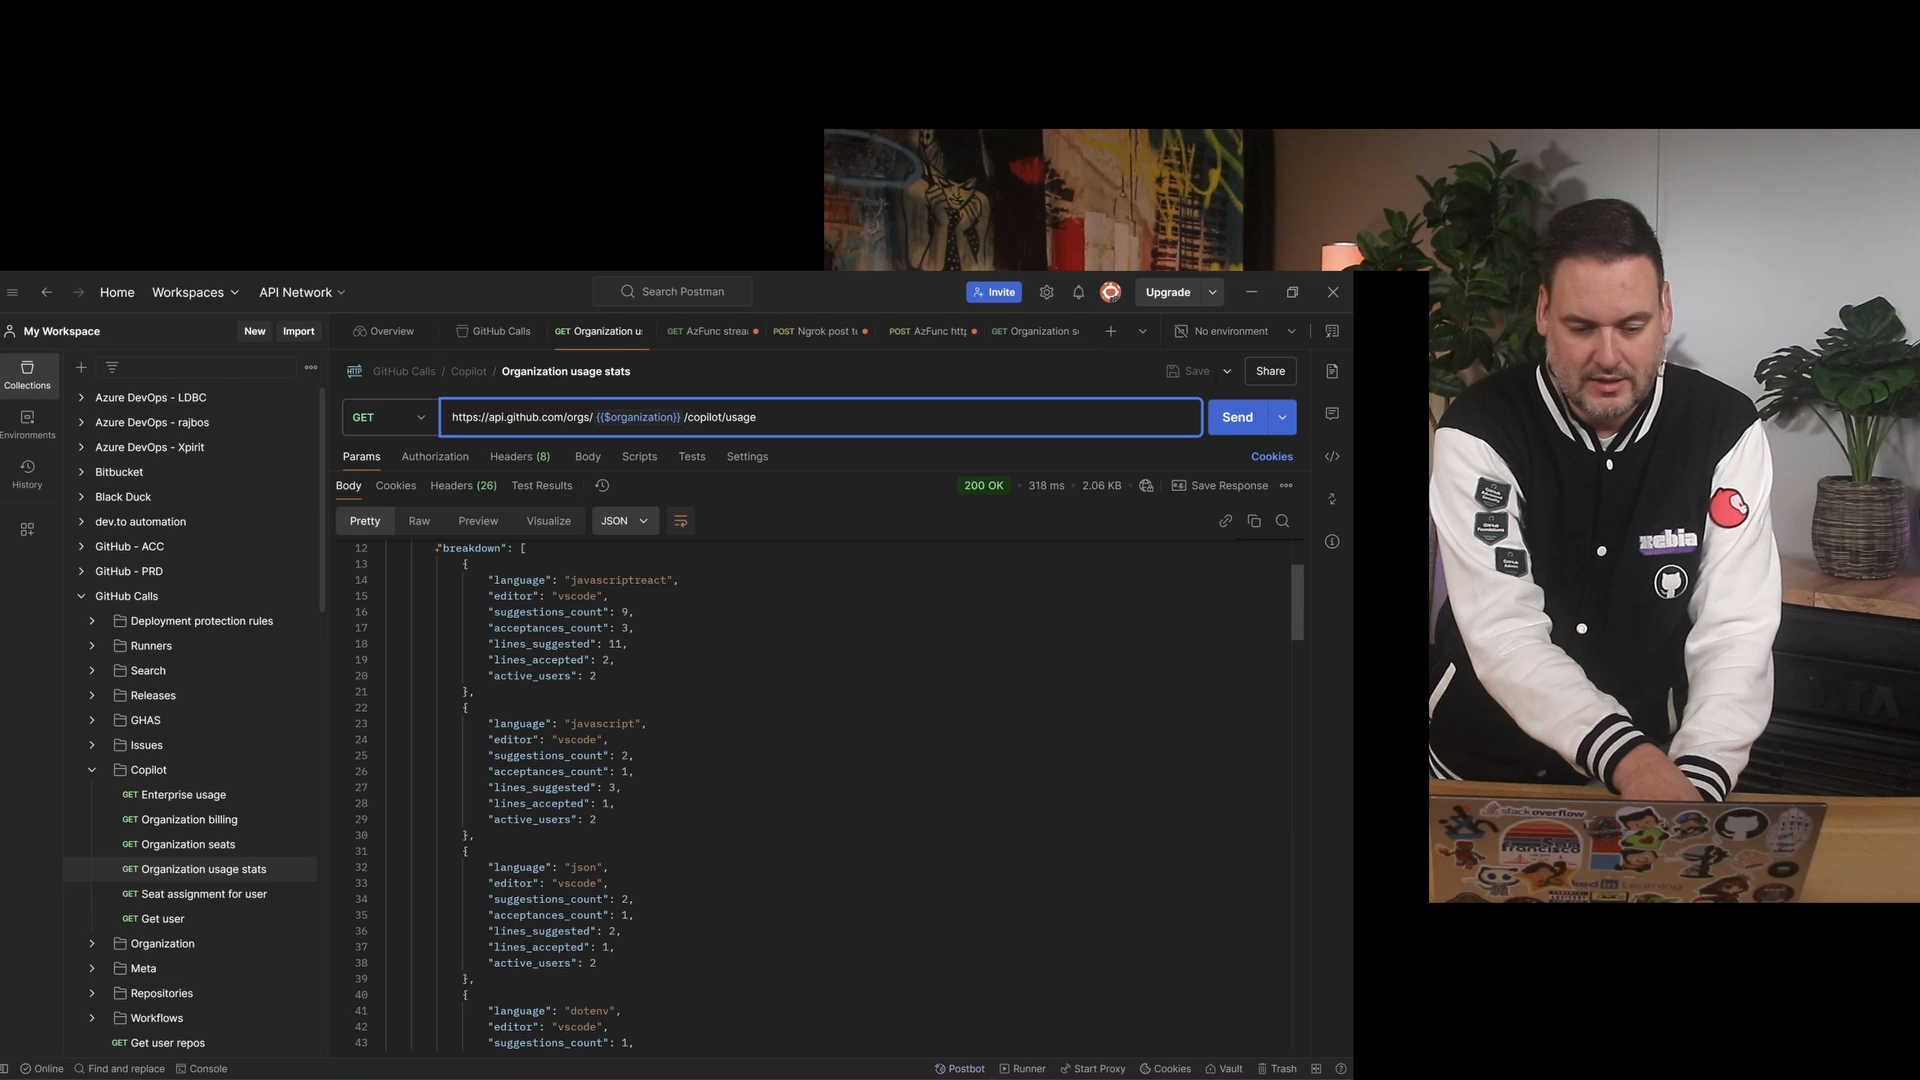 Home Workspaces API Network Search Postman Invite Upgrade
My Workspace New Import Overview GitHub Calls GET Organization u: GET AzFunc strea: POST Ngrok post t POST AzFunc http GET Organization s No environment
Collections
Environments
History
Azure DevOps - LDBC
Azure DevOps - rajbos
Azure DevOps - Xpirit
Bitbucket
Black Duck
dev.to automation
GitHub - ACC
GitHub - PRD
GitHub Calls
Deployment protection rules
Runners
Search
Releases
GHAS
Issues
Copilot
GET Enterprise usage
GET Organization billing
GET Organization seats
GET Organization usage stats
GET Seat assignment for user
GET Get user
Organization
Meta
Repositories
Workflows
GET Get user repos
HTTP GitHub Calls / Copilot / Organization usage stats Save Share
GET https://api.github.com/orgs/ {{$organization}} /copilot/usage Send
Params Authorization Headers (8) Body Scripts Tests Settings Cookies
Body Cookies Headers (26) Test Results 200 OK • 318 ms • 2.06 KB Save Response
Pretty Raw Preview Visualize JSON
12 "breakdown": [
13 {
14 "language": "javascriptreact",
15 "editor": "vscode",
16 "suggestions_count": 9,
17 "acceptances_count": 3,
18 "lines_suggested": 11,
19 "lines_accepted": 2,
20 "active_users": 2
21 },
22 {
23 "language": "javascript",
24 "editor": "vscode",
25 "suggestions_count": 2,
26 "acceptances_count": 1,
27 "lines_suggested": 3,
28 "lines_accepted": 1,
29 "active_users": 2
30 },
31 {
32 "language": "json",
33 "editor": "vscode",
34 "suggestions_count": 2,
35 "acceptances_count": 1,
36 "lines_suggested": 2,
37 "lines_accepted": 1,
38 "active_users": 2
39 },
40 {
41 "language": "dotenv",
42 "editor": "vscode",
43 "suggestions_count": 1,
Online Find and replace Console Postbot Runner Start Proxy Cookies Vault Trash
xebia
GitHub
Foundations
GitHub
Admin
stackoverflow
San
Francisco
Linked in Learning